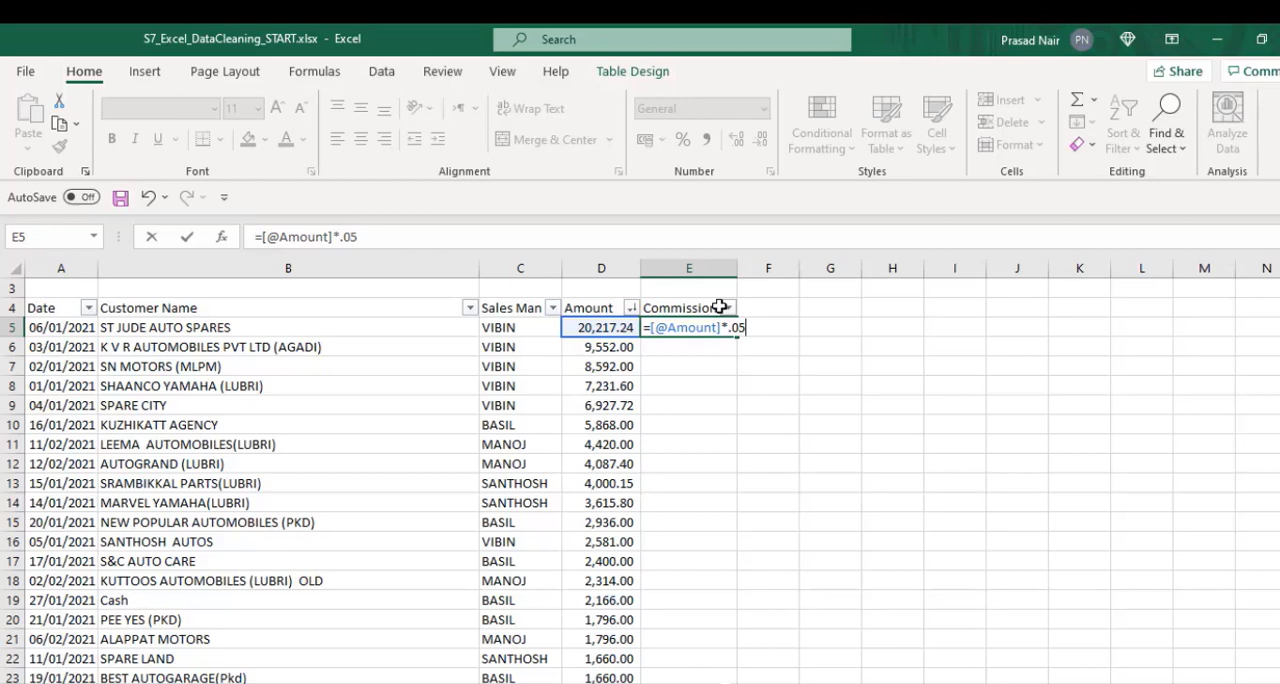 S7_Excel_DataCleaning_START.xlsx - Excel
Search
Prasad Nair PN
File Home Insert Page Layout Formulas Data Review View Help Table Design Share Comm
Paste
11 A A
B I U A
Wrap Text
Merge & Center
General
% , .00 .00
Conditional Formatting
Format as Table
Cell Styles
Insert
Delete
Format
Σ
Sort & Filter
Find & Select
Analyze Data
Clipboard Font Alignment Number Styles Cells Editing Analysis
AutoSave Off
E5 fx =[@Amount]*.05
A B C D E F G H I J K L M N
3
4 Date Customer Name Sales Man Amount Commission
5 06/01/2021 ST JUDE AUTO SPARES VIBIN 20,217.24 =[@Amount]*.05
6 03/01/2021 K V R AUTOMOBILES PVT LTD (AGADI) VIBIN 9,552.00
7 02/01/2021 SN MOTORS (MLPM) VIBIN 8,592.00
8 01/01/2021 SHAANCO YAMAHA (LUBRI) VIBIN 7,231.60
9 04/01/2021 SPARE CITY VIBIN 6,927.72
10 16/01/2021 KUZHIKATT AGENCY BASIL 5,868.00
11 11/02/2021 LEEMA AUTOMOBILES(LUBRI) MANOJ 4,420.00
12 12/02/2021 AUTOGRAND (LUBRI) MANOJ 4,087.40
13 15/01/2021 SRAMBIKKAL PARTS(LUBRI) SANTHOSH 4,000.15
14 14/01/2021 MARVEL YAMAHA(LUBRI) SANTHOSH 3,615.80
15 20/01/2021 NEW POPULAR AUTOMOBILES (PKD) BASIL 2,936.00
16 05/01/2021 SANTHOSH AUTOS VIBIN 2,581.00
17 17/01/2021 S&C AUTO CARE BASIL 2,400.00
18 02/02/2021 KUTTOOS AUTOMOBILES (LUBRI) OLD MANOJ 2,314.00
19 27/01/2021 Cash BASIL 2,166.00
20 21/01/2021 PEE YES (PKD) BASIL 1,796.00
21 06/02/2021 ALAPPAT MOTORS MANOJ 1,796.00
22 11/01/2021 SPARE LAND SANTHOSH 1,660.00
23 19/01/2021 BEST AUTOGARAGE(Pkd) BASIL 1,660.00